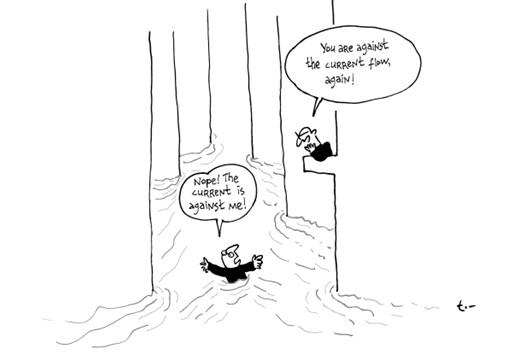 You are against
the current flow,
again!
Nope! The
current is
against me!
t.-